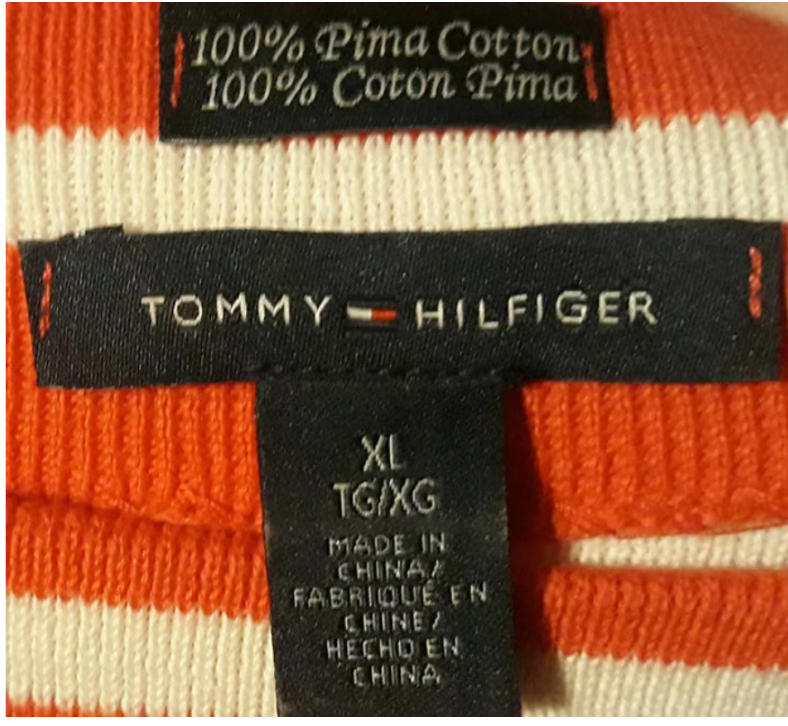 100% Pima Cotton
100% Coton Pima
TOMMY HILFIGER
XL
TG/XG
MADE IN
CHINA/
FABRIQUÉ EN
CHINE/
HECHO EN
CHINA